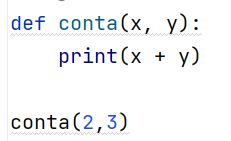 def conta(x, y):
    print(x + y)
conta(2,3)